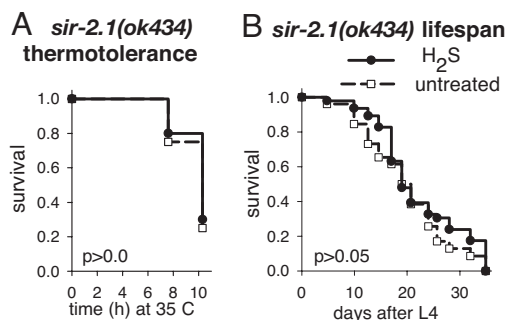 A sir-2.1(ok434) thermotolerance
B sir-2.1(ok434) lifespan
H2S
untreated
survival
1.0
0.8
0.6
0.4
0.2
0.0
p>0.0
0 2 4 6 8 10
time (h) at 35 C
survival
1.0
0.8
0.6
0.4
0.2
0.0
p>0.05
0 10 20 30
days after L4